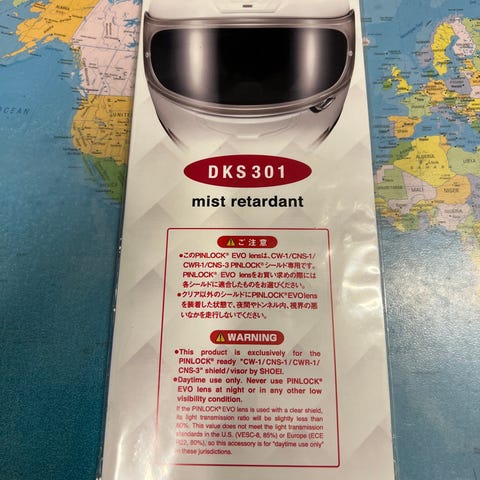 DKS301
mist retardant
ご注意
●このPINLOCK® EVO lensは、CW-1/CNS-1/
CWR-1/CNS-3 PINLOCK®シールド専用です。
PINLOCK® EVO lensをお買い求めの際には
各シールドに適合したものをお選びください。
●クリア以外のシールドにPINLOCK®EVOlens
を装着した状態で、夜間やトンネル内、視界の悪
いなかを走行しないでください。
WARNING
●This product is exclusively for the
PINLOCK® ready "CW-1/CNS-1/CWR-1/
CNS-3" shield/visor by SHOEI.
●Daytime use only. Never use PINLOCK®
EVO lens at night or in any other low
visibility condition.
If the PINLOCK® EVO lens is used with a clear shield,
its light transmission ratio will be slightly less than
80%. This value does not meet the light transmission
standards in the U.S. (VESC-8, 85%) or Europe (ECE
R22, 80%), so this accessory is for "daytime use only"
in these jurisdictions.